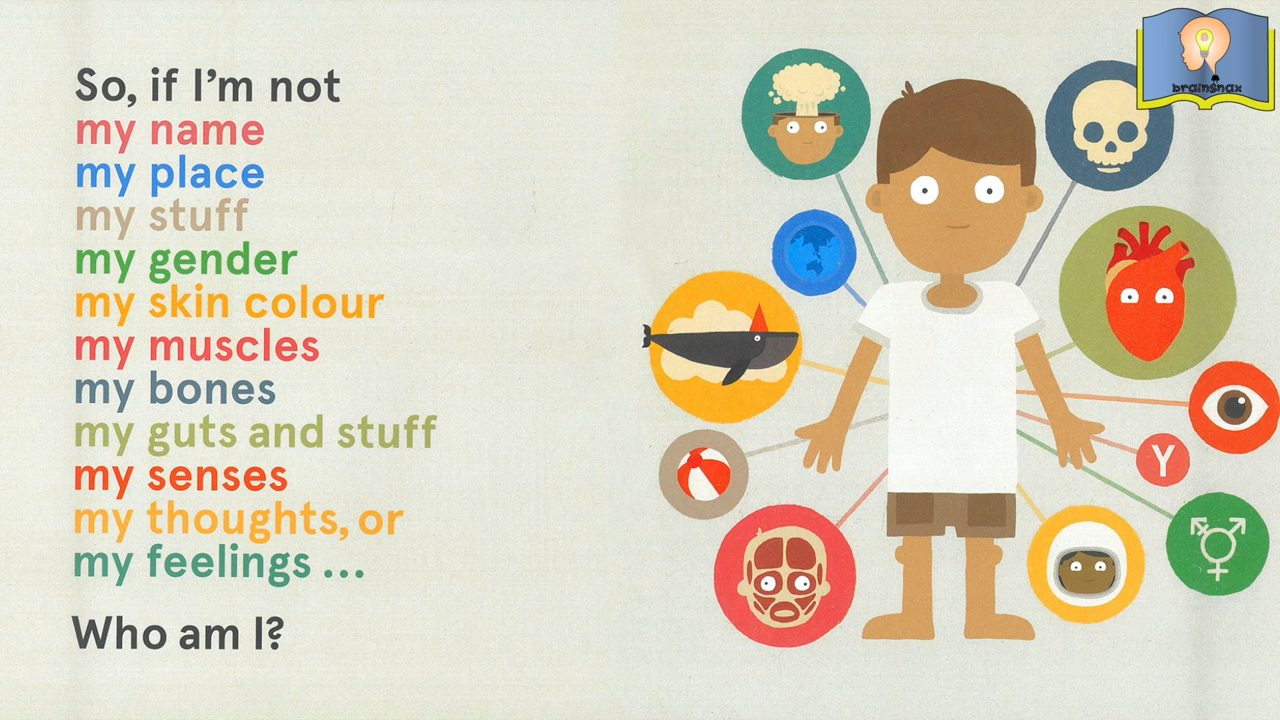 So, if I'm not
my name
my place
my stuff
my gender
my skin colour
my muscles
my bones
my guts and stuff
my senses
my thoughts, or
my feelings ...
Who am I?
Y
brainsnax